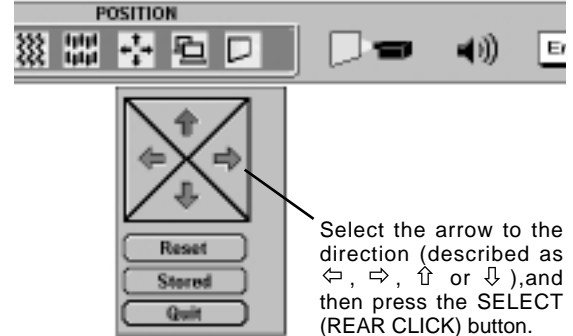 POSITION
Er
Reset
Stored
Quit
Select the arrow to the
direction (described as
⇦, ⇨, ⇧ or ⇩ ),and
then press the SELECT
(REAR CLICK) button.